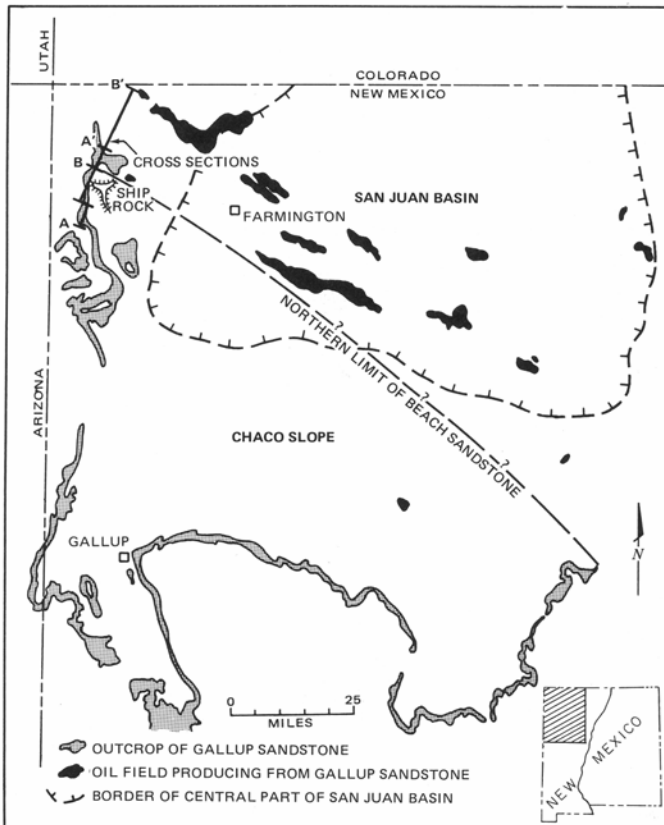 UTAH
COLORADO
NEW MEXICO
B'
A'
B
CROSS SECTIONS
SHIP
ROCK
A
SAN JUAN BASIN
FARMINGTON
?
NORTHERN LIMIT OF BEACH SANDSTONE
?
?
ARIZONA
CHACO SLOPE
GALLUP
N
0 25
MILES
OUTCROP OF GALLUP SANDSTONE
OIL FIELD PRODUCING FROM GALLUP SANDSTONE
BORDER OF CENTRAL PART OF SAN JUAN BASIN
NEW MEXICO